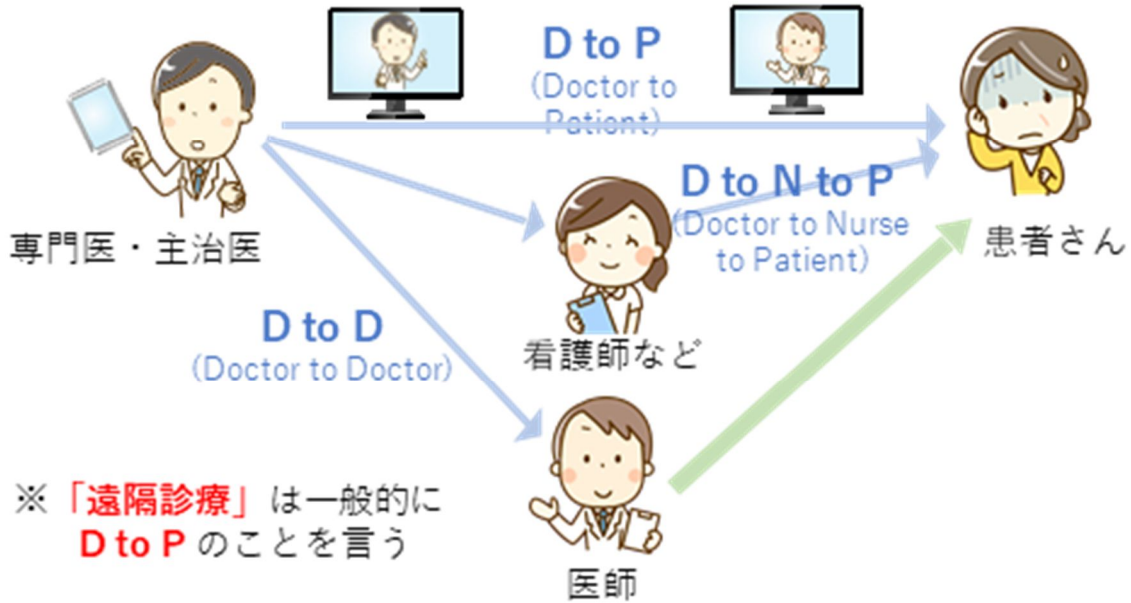 D to P
(Doctor to
Patient)
専門医・主治医
D to N to P
(Doctor to Nurse
to Patient)
患者さん
D to D
(Doctor to Doctor)
看護師など
※「遠隔診療」は一般的に
D to P のことを言う
医師